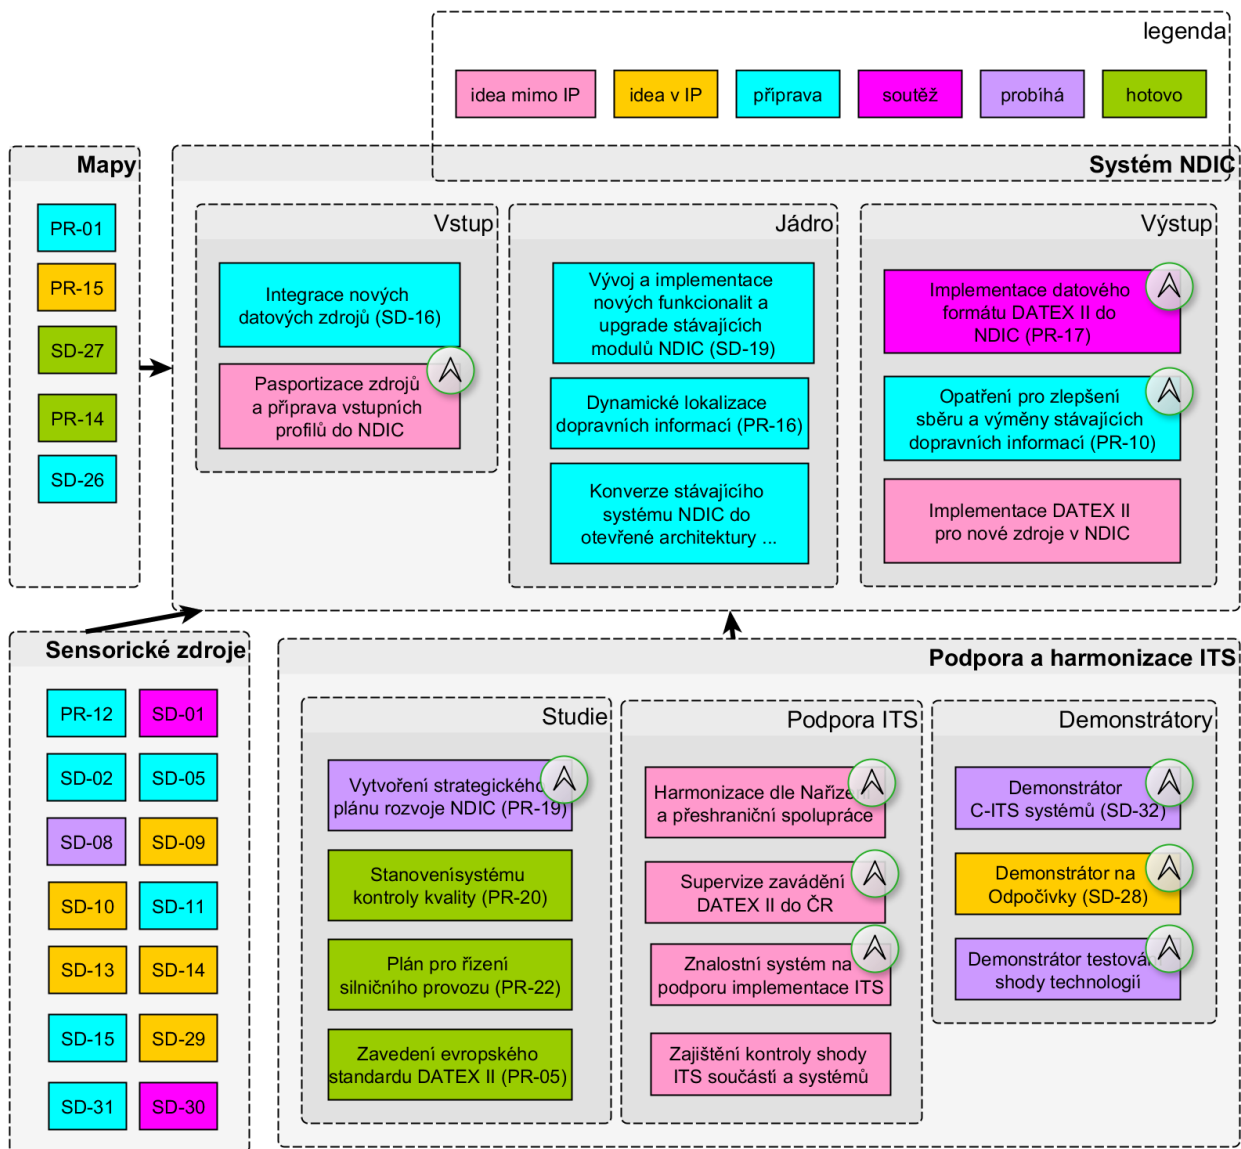 legenda
idea mimo IP
idea v IP
příprava
soutěž
probíhá
hotovo
Mapy
PR-01
PR-15
SD-27
PR-14
SD-26
Systém NDIC
Vstup
Integrace nových
datových zdrojů (SD-16)
Pasportizace zdrojů
a příprava vstupních
profilů do NDIC
Jádro
Vývoj a implementace
nových funkcionalit a
upgrade stávajících
modulů NDIC (SD-19)
Dynamické lokalizace
dopravních informací (PR-16)
Konverze stávajícího
systému NDIC do
otevřené architektury ...
Výstup
Implementace datového
formátu DATEX II do
NDIC (PR-17)
Opatření pro zlepšení
sběru a výměny stávajících
dopravních informací (PR-10)
Implementace DATEX II
pro nové zdroje v NDIC
Sensorické zdroje
PR-12
SD-01
SD-02
SD-05
SD-08
SD-09
SD-10
SD-11
SD-13
SD-14
SD-15
SD-29
SD-31
SD-30
Podpora a harmonizace ITS
Studie
Vytvoření strategického
plánu rozvoje NDIC (PR-19)
Stanovenísystému
kontroly kvality (PR-20)
Plán pro řízení
silničního provozu (PR-22)
Zavedení evropského
standardu DATEX II (PR-05)
Podpora ITS
Harmonizace dle
a přeshraniční spolupráce
Supervize zavádění
DATEX II do ČR
Znalostní systém na
podporu implementace ITS
Zajištění kontroly shody
ITS součástí a systémů
Demonstrátory
Demonstrátor
C-ITS systémů (SD-32)
Demonstrátor na
Odpočívky (SD-28)
Demonstrátor
shody technologií